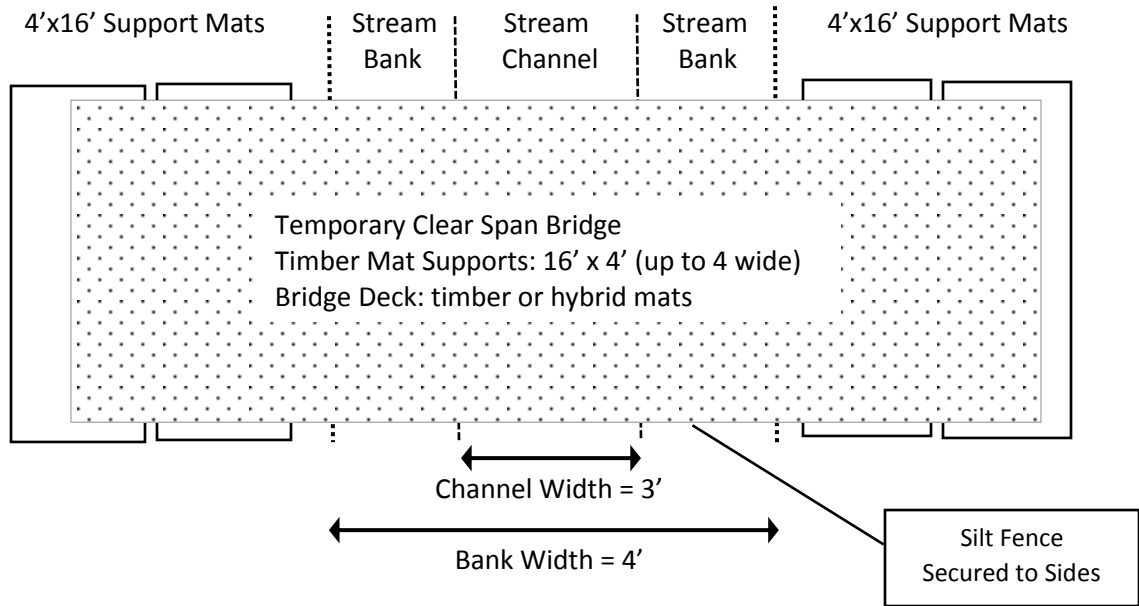 4’x16’ Support Mats
Stream
Bank
Stream
Channel
Stream
Bank
4’x16’ Support Mats
Temporary Clear Span Bridge
Timber Mat Supports: 16’ x 4’ (up to 4 wide)
Bridge Deck: timber or hybrid mats
Channel Width = 3’
Bank Width = 4’
Silt Fence
Secured to Sides